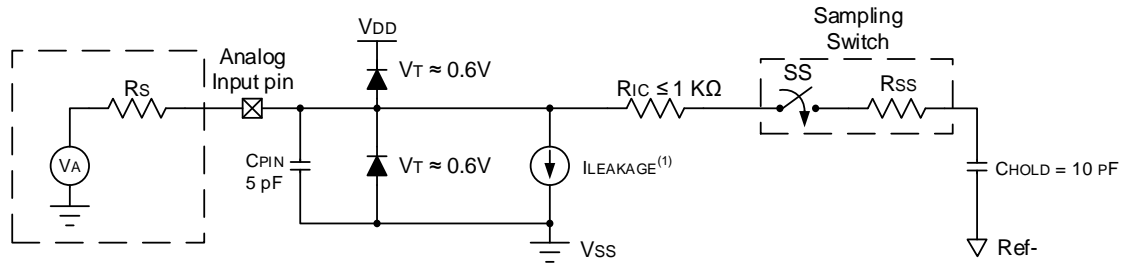 Sampling
Switch
VDD
Analog
Input pin
VT ≈ 0.6V
RS
RIC ≤ 1 KΩ
SS
RSS
VA
CPIN
5 pF
VT ≈ 0.6V
ILEAKAGE(1)
CHOLD = 10 PF
VSS
Ref-